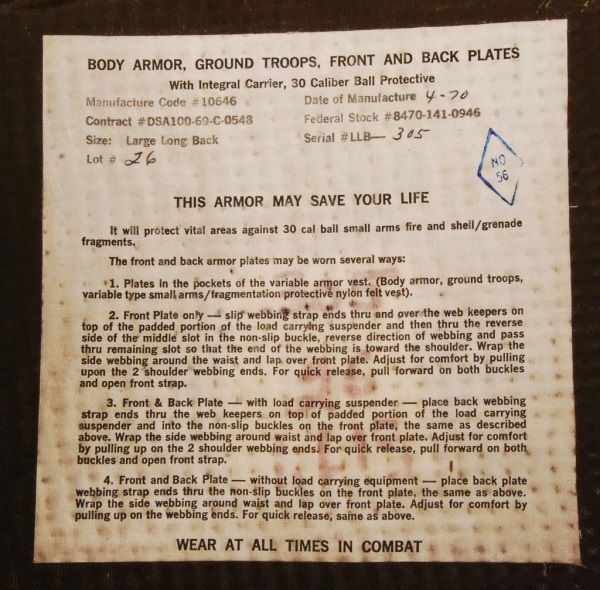 BODY ARMOR, GROUND TROOPS, FRONT AND BACK PLATES
With Integral Carrier, 30 Caliber Ball Protective
Manufacture Code #10646
Date of Manufacture 4-70
Contract #DSA100-69-C-0548
Federal Stock #8470-141-0946
Size: Large Long Back
Serial #LLB— 305
Lot # 26
NO
56
THIS ARMOR MAY SAVE YOUR LIFE
It will protect vital areas against 30 cal ball small arms fire and shell/grenade
fragments.
The front and back armor plates may be worn several ways:
1. Plates in the pockets of the variable armor vest. (Body armor, ground troops,
variable type small arms/fragmentation protective nylon felt vest).
2. Front Plate only — slip webbing strap ends thru and over the web keepers on
top of the padded portion of the load carrying suspender and then thru the reverse
side of the middle slot in the non-slip buckle, reverse direction of webbing and pass
thru remaining slot so that the end of the webbing is toward the shoulder. Wrap the
side webbing around the waist and lap over front plate. Adjust for comfort by pulling
upon the 2 shoulder webbing ends. For quick release, pull forward on both buckles
and open front strap.
3. Front & Back Plate — with load carrying suspender — place back webbing
strap ends thru the web keepers on top of padded portion of the load carrying
suspender and into the non-slip buckles on the front plate, the same as described
above. Wrap the side webbing around waist and lap over front plate. Adjust for comfort
by pulling up on the 2 shoulder webbing ends. For quick release, pull forward on both
buckles and open front strap.
4. Front and Back Plate — without load carrying equipment — place back plate
webbing strap ends thru the non-slip buckles on the front plate, the same as above.
Wrap the side webbing around waist and lap over front plate. Adjust for comfort by
pulling up on the webbing ends. For quick release, same as above.
WEAR AT ALL TIMES IN COMBAT